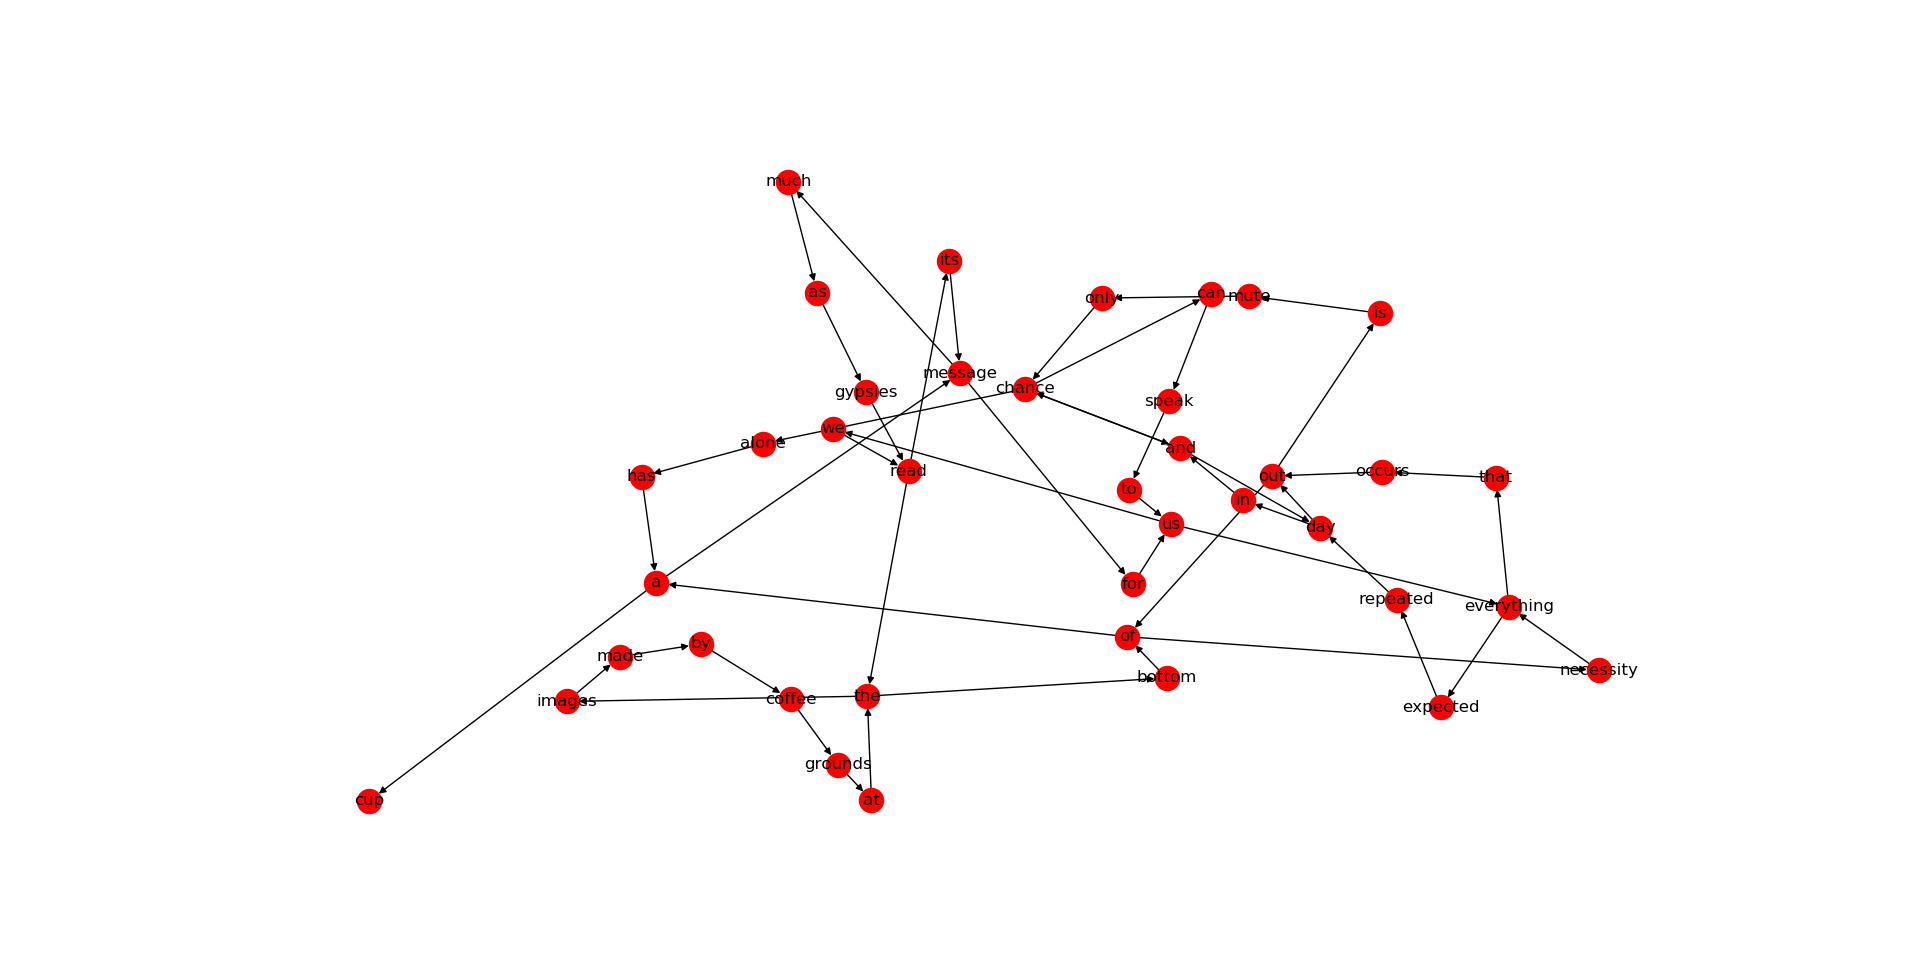 much
its
as
only
can
mute
is
message
chance
gypsies
speak
we
alone
and
has
read
out
occurs
that
to
in
us
day
a
for
repeated
everything
of
by
made
necessity
bottom
images
coffee
the
expected
grounds
cup
at